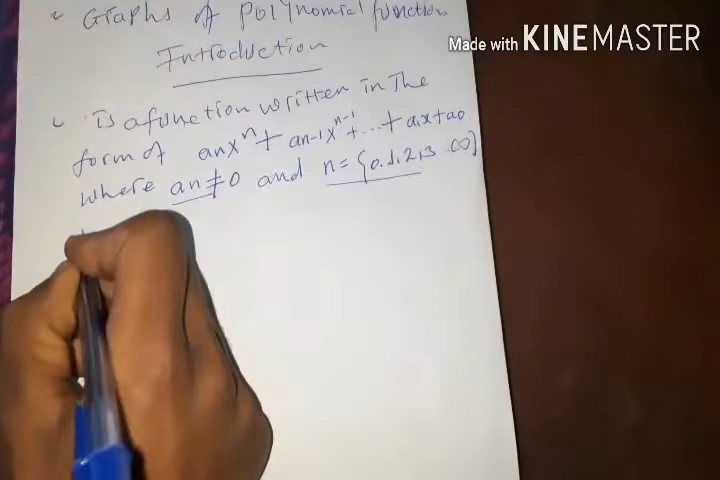 Graphs of Polynomial function
Made with KINEMASTER
Introduction
is a function written in The
form of anxⁿ + an-1xⁿ⁻¹ + ... + a1x + a0
where an ≠ 0 and n = {0.1.2,3 ∞}